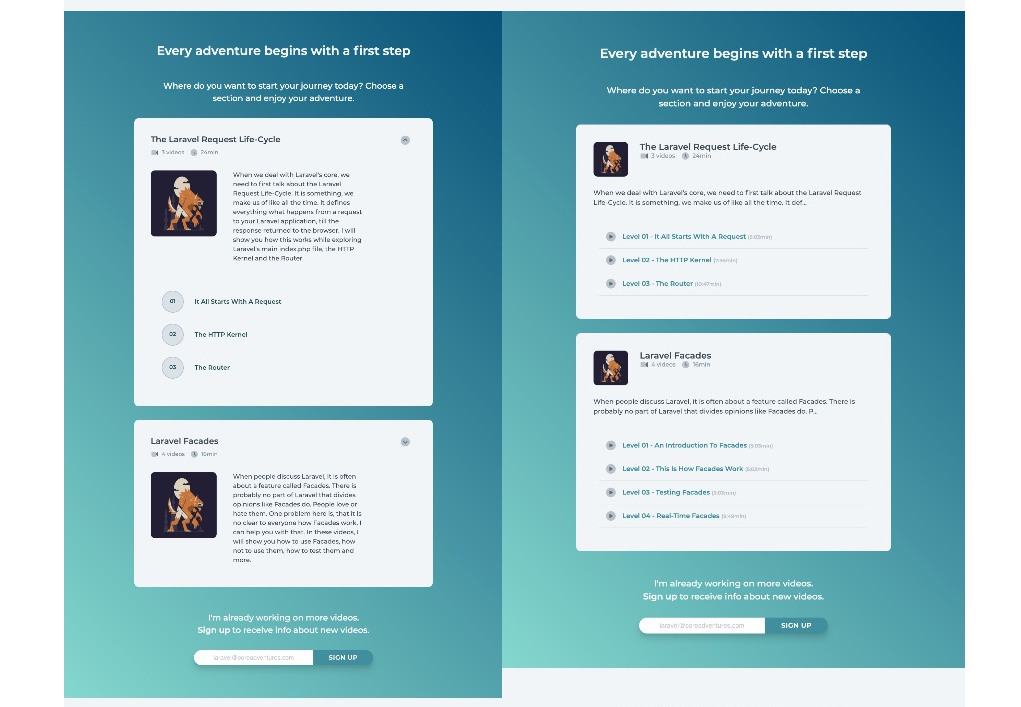 Every adventure begins with a first step
Where do you want to start your journey today? Choose a
section and enjoy your adventure.
The Laravel Request Life-Cycle
3 videos 24min
When we deal with Laravel's core, we
need to first talk about the Laravel
Request Life-Cycle. It is something, we
make us of like all the time. It defines
everything what happens from a request
to your Laravel application, till the
response returned to the browser. I will
show you how this works while exploring
Laravel's main index.php file, the HTTP
Kernel and the Router.
01 It All Starts With A Request
02 The HTTP Kernel
03 The Router
Laravel Facades
4 videos 16min
When people discuss Laravel, it is often
about a feature called Facades. There is
probably no part of Laravel that divides
opinions like Facades do. People love or
hate them. One problem here is, that it is
no clear to everyone how Facades work. I
can help you with that. In these videos, I
will show you how to use Facades, how
not to use them, how to test them and
more.
I'm already working on more videos.
Sign up to receive info about new videos.
laravel@coreadventures.com SIGN UP
Every adventure begins with a first step
Where do you want to start your journey today? Choose a
section and enjoy your adventure.
The Laravel Request Life-Cycle
3 videos 24min
When we deal with Laravel's core, we need to first talk about the Laravel Request
Life-Cycle. It is something, we make us of like all the time. It def...
Level 01 - It All Starts With A Request (5:03min)
Level 02 - The HTTP Kernel
Level 03 - The Router (10:47min)
Laravel Facades
4 videos 16min
When people discuss Laravel, it is often about a feature called Facades. There is
probably no part of Laravel that divides opinions like Facades do. P...
Level 01 - An Introduction To Facades
Level 02 - This Is How Facades Work
Level 03 - Testing Facades
Level 04 - Real-Time Facades
I'm already working on more videos.
Sign up to receive info about new videos.
laravel@coreadventures.com SIGN UP